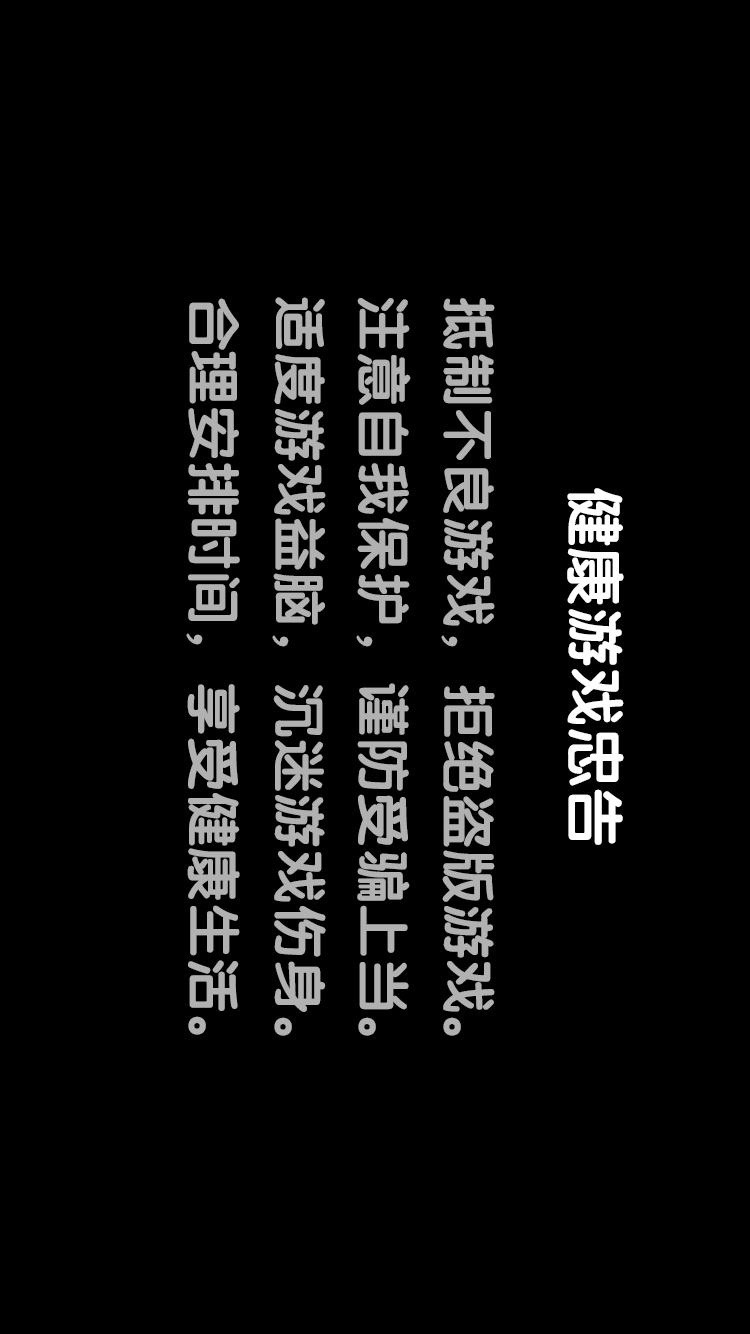 健康游戏忠告
抵制不良游戏，拒绝盗版游戏。
注意自我保护，谨防受骗上当。
适度游戏益脑，沉迷游戏伤身。
合理安排时间，享受健康生活。